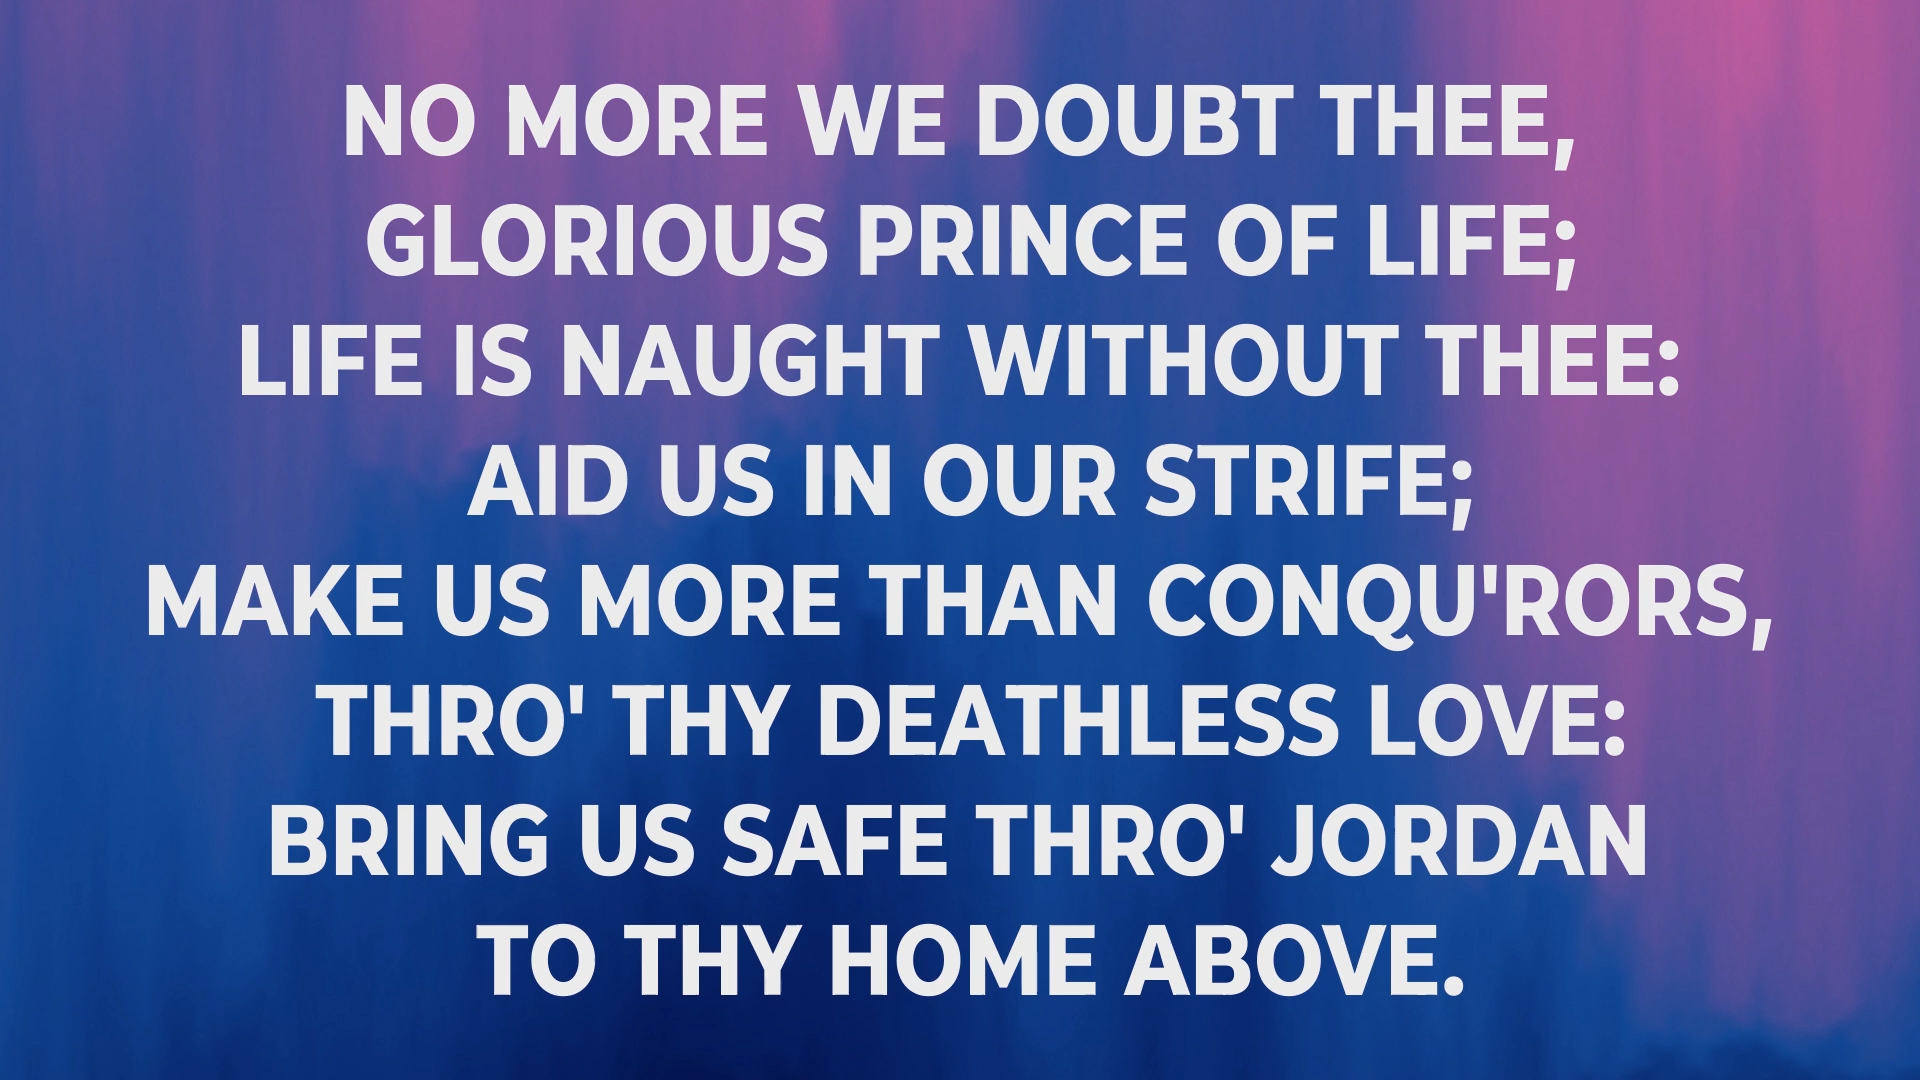 NO MORE WE DOUBT THEE,
GLORIOUS PRINCE OF LIFE;
LIFE IS NAUGHT WITHOUT THEE:
AID US IN OUR STRIFE;
MAKE US MORE THAN CONQU'RORS,
THRO' THY DEATHLESS LOVE:
BRING US SAFE THRO' JORDAN
TO THY HOME ABOVE.